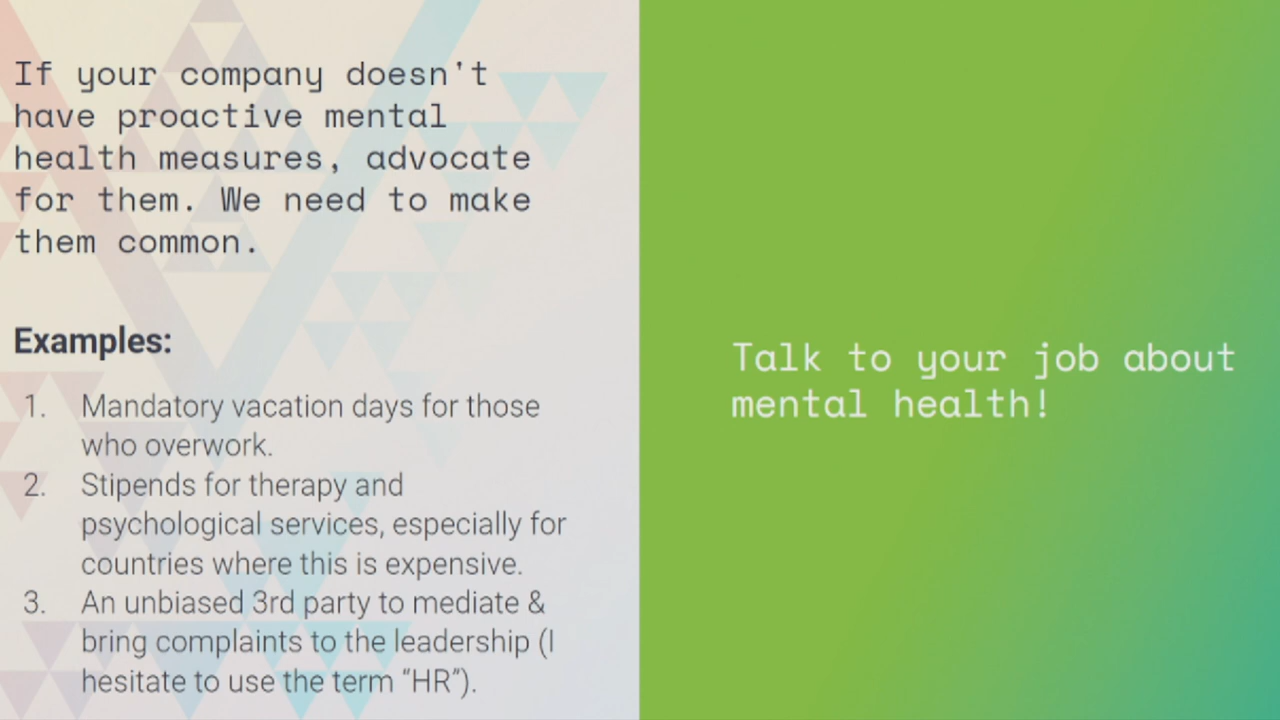 If your company doesn't
have proactive mental
health measures, advocate
for them. We need to make
them common.
Examples:
1. Mandatory vacation days for those
who overwork.
2. Stipends for therapy and
psychological services, especially for
countries where this is expensive.
3. An unbiased 3rd party to mediate &
bring complaints to the leadership (I
hesitate to use the term “HR”).
Talk to your job about
mental health!